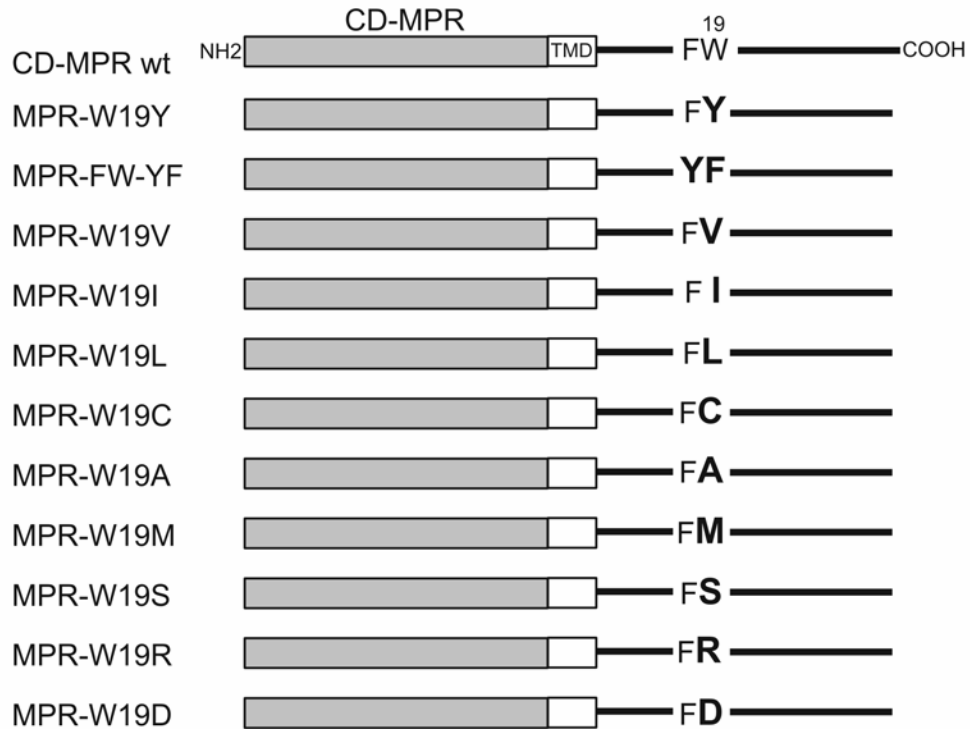 CD-MPR
19
CD-MPR wt NH2 TMD FW COOH
MPR-W19Y FY
MPR-FW-YF YF
MPR-W19V FV
MPR-W19I F I
MPR-W19L FL
MPR-W19C FC
MPR-W19A FA
MPR-W19M FM
MPR-W19S FS
MPR-W19R FR
MPR-W19D FD